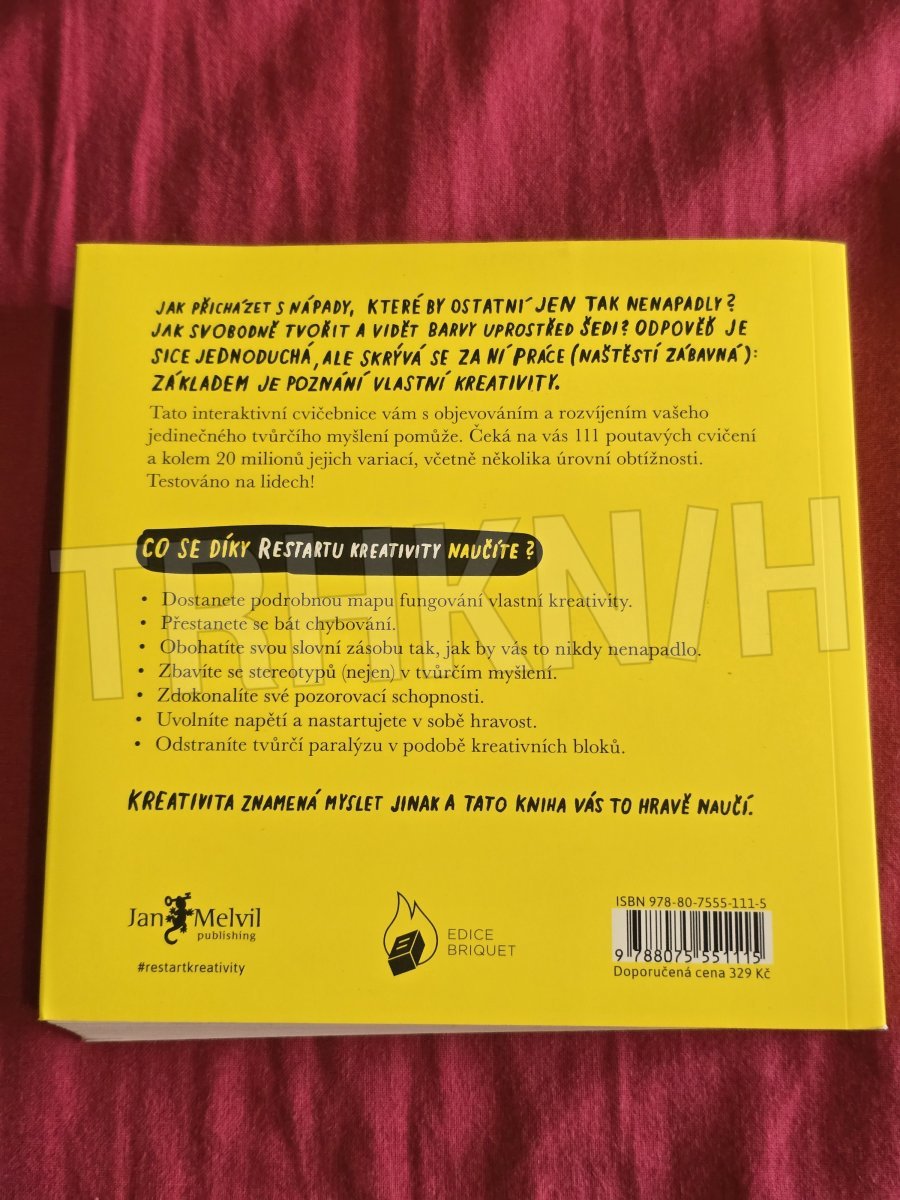 JAK PŘICHÁZET S NÁPADY, KTERÉ BY OSTATNÍ JEN TAK NENAPADLY?
JAK SVOBODNĚ TVOŘIT A VIDĚT BARVY UPROSTŘED ŠEDI? ODPOVĚĎ JE
SICE JEDNODUCHÁ, ALE SKRÝVÁ SE ZA NÍ PRÁCE (NAŠTĚSTÍ ZÁBAVNÁ):
ZÁKLADEM JE POZNÁNÍ VLASTNÍ KREATIVITY.
Tato interaktivní cvičebnice vám s objevováním a rozvíjením vašeho
jedinečného tvůrčího myšlení pomůže. Čeká na vás 111 poutavých cvičení
a kolem 20 milionů jejich variací, včetně několika úrovní obtížnosti.
Testováno na lidech!
CO SE DÍKY RESTARTU KREATIVITY NAUČÍTE?
• Dostanete podrobnou mapu fungování vlastní kreativity.
• Přestanete se bát chybování.
• Obohatíte svou slovní zásobu tak, jak by vás to nikdy nenapadlo.
• Zbavíte se stereotypů (nejen) v tvůrčím myšlení.
• Zdokonalíte své pozorovací schopnosti.
• Uvolníte napětí a nastartujete v sobě hravost.
• Odstraníte tvůrčí paralýzu v podobě kreativních bloků.
KREATIVITA ZNAMENÁ MYSLET JINAK A TATO KNIHA VÁS TO HRAVĚ NAUČÍ.
Jan Melvil
publishing
#restartkreativity
EDICE
BRIQUET
ISBN 978-80-7555-111-5
9 788075 551115
Doporučená cena 329 Kč
TRHKNIH